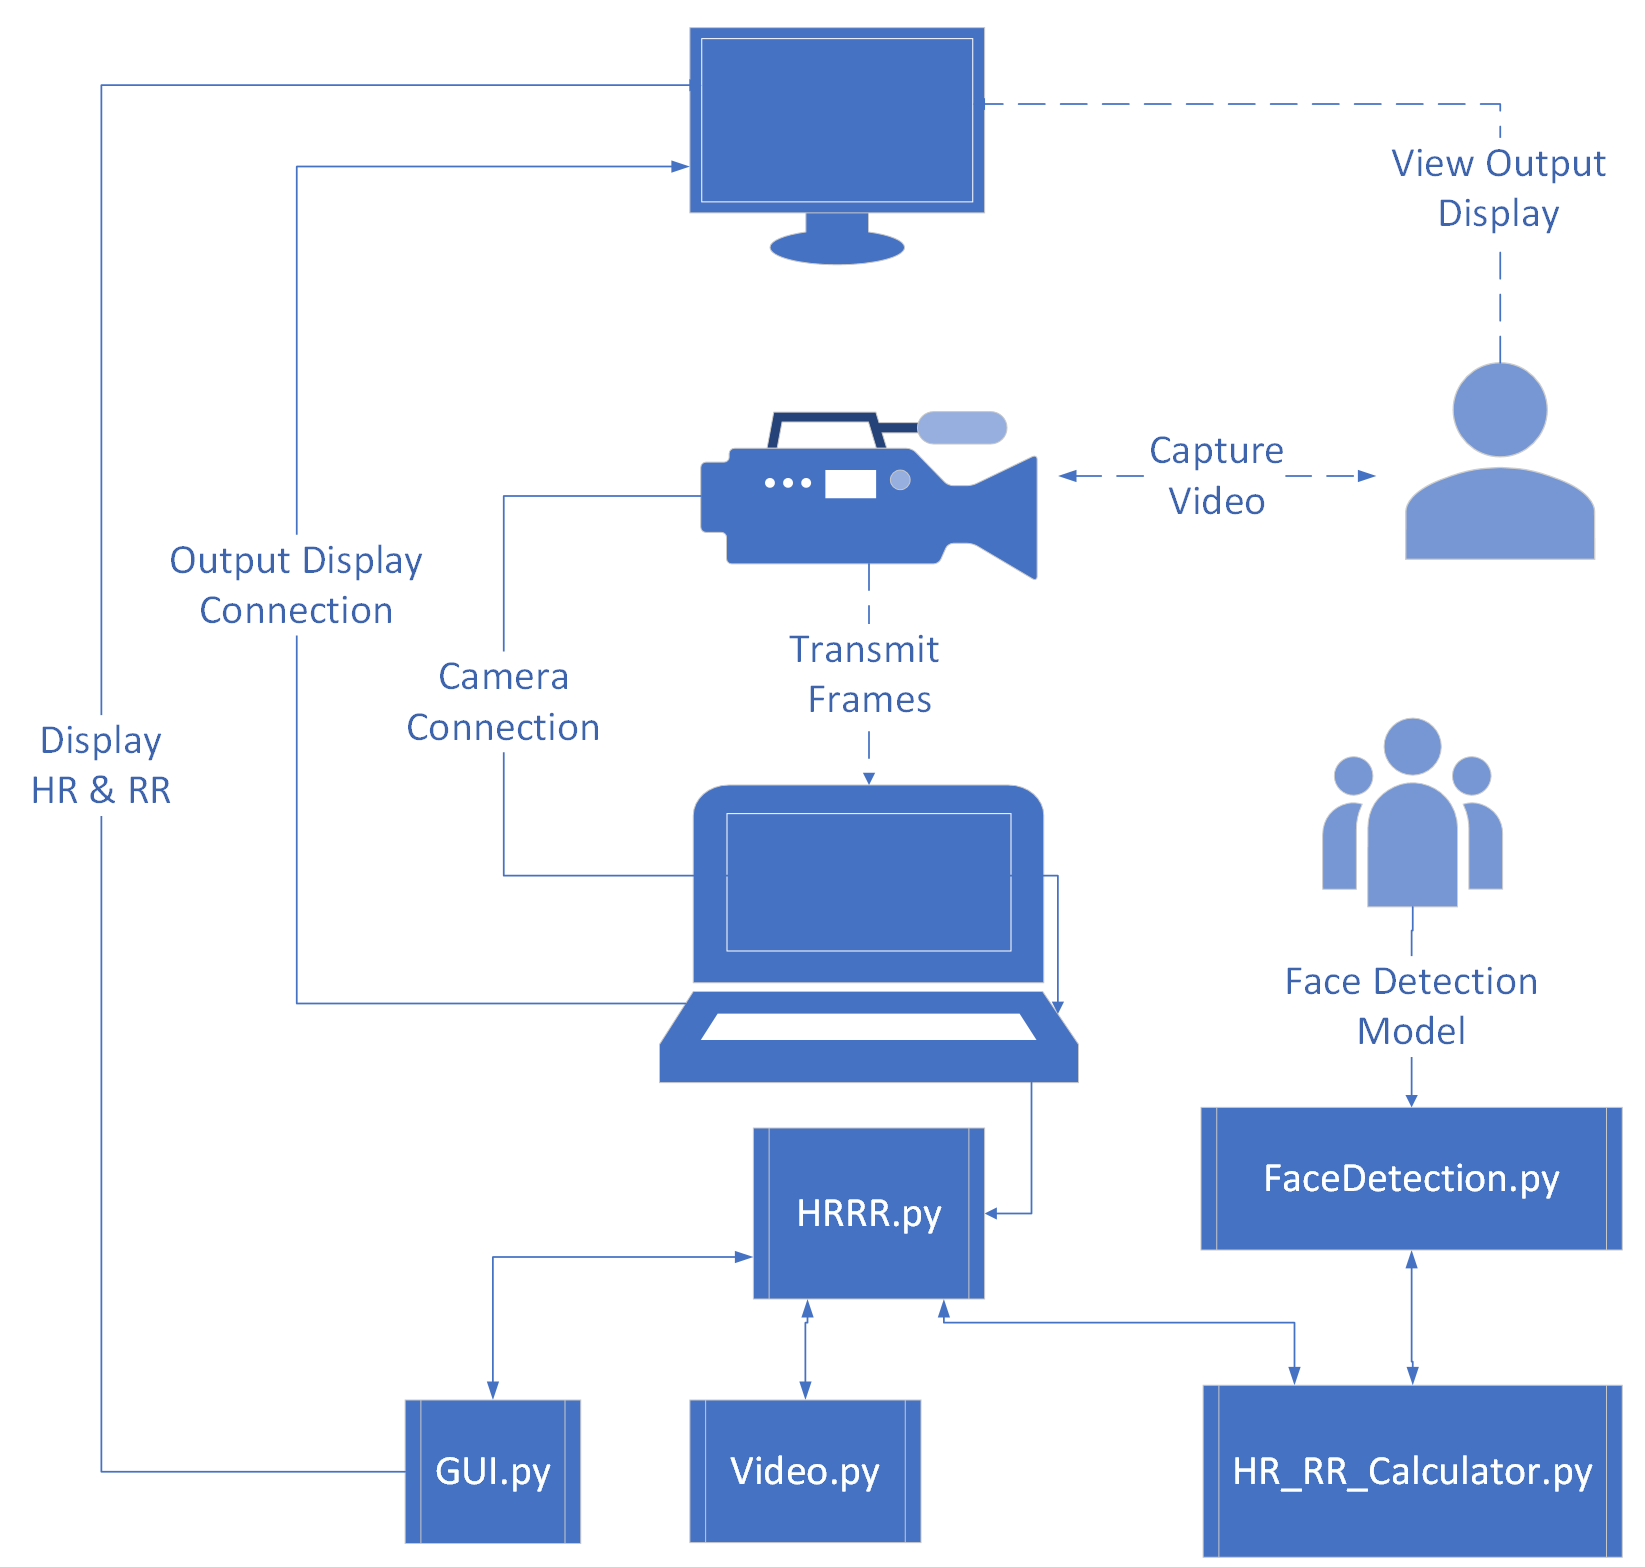 View Output
Display
Capture
Video
Output Display
Connection
Camera
Connection
Transmit
Frames
Display
HR & RR
Face Detection
Model
FaceDetection.py
HRRR.py
GUI.py
Video.py
HR_RR_Calculator.py